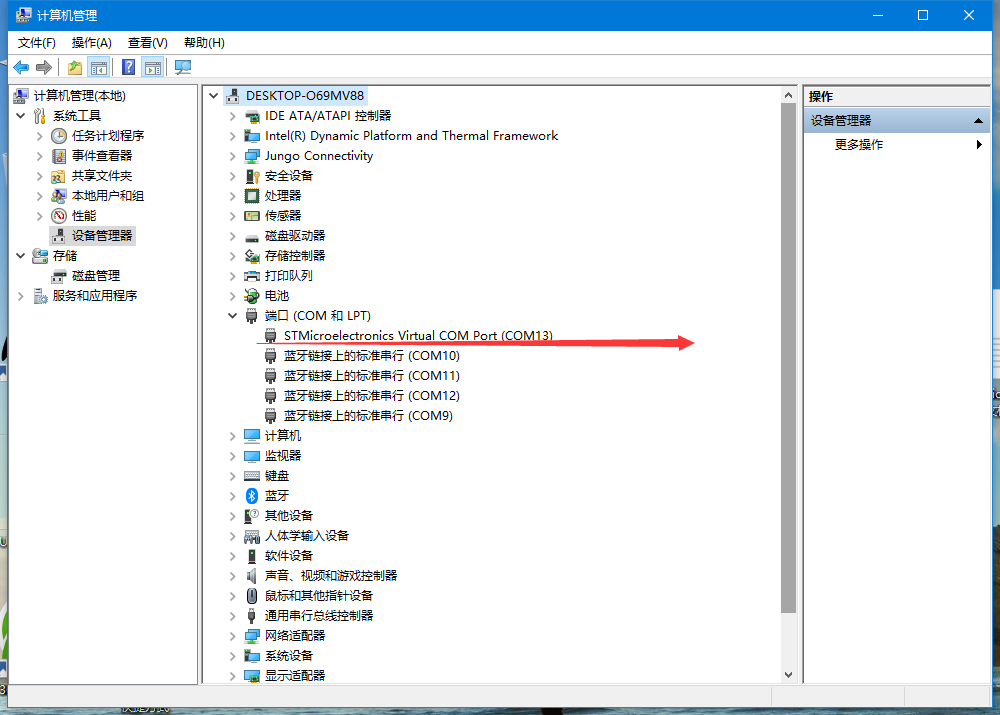 计算机管理
文件(F) 操作(A) 查看(V) 帮助(H)
计算机管理(本地)
系统工具
任务计划程序
事件查看器
共享文件夹
本地用户和组
性能
设备管理器
存储
磁盘管理
服务和应用程序
DESKTOP-O69MV88
IDE ATA/ATAPI 控制器
Intel(R) Dynamic Platform and Thermal Framework
Jungo Connectivity
安全设备
处理器
传感器
磁盘驱动器
存储控制器
打印队列
电池
端口 (COM 和 LPT)
STMicroelectronics Virtual COM Port (COM13)
蓝牙链接上的标准串行 (COM10)
蓝牙链接上的标准串行 (COM11)
蓝牙链接上的标准串行 (COM12)
蓝牙链接上的标准串行 (COM9)
计算机
监视器
键盘
蓝牙
其他设备
人体学输入设备
软件设备
声音、视频和游戏控制器
鼠标和其他指针设备
通用串行总线控制器
网络适配器
系统设备
显示适配器
操作
设备管理器
更多操作